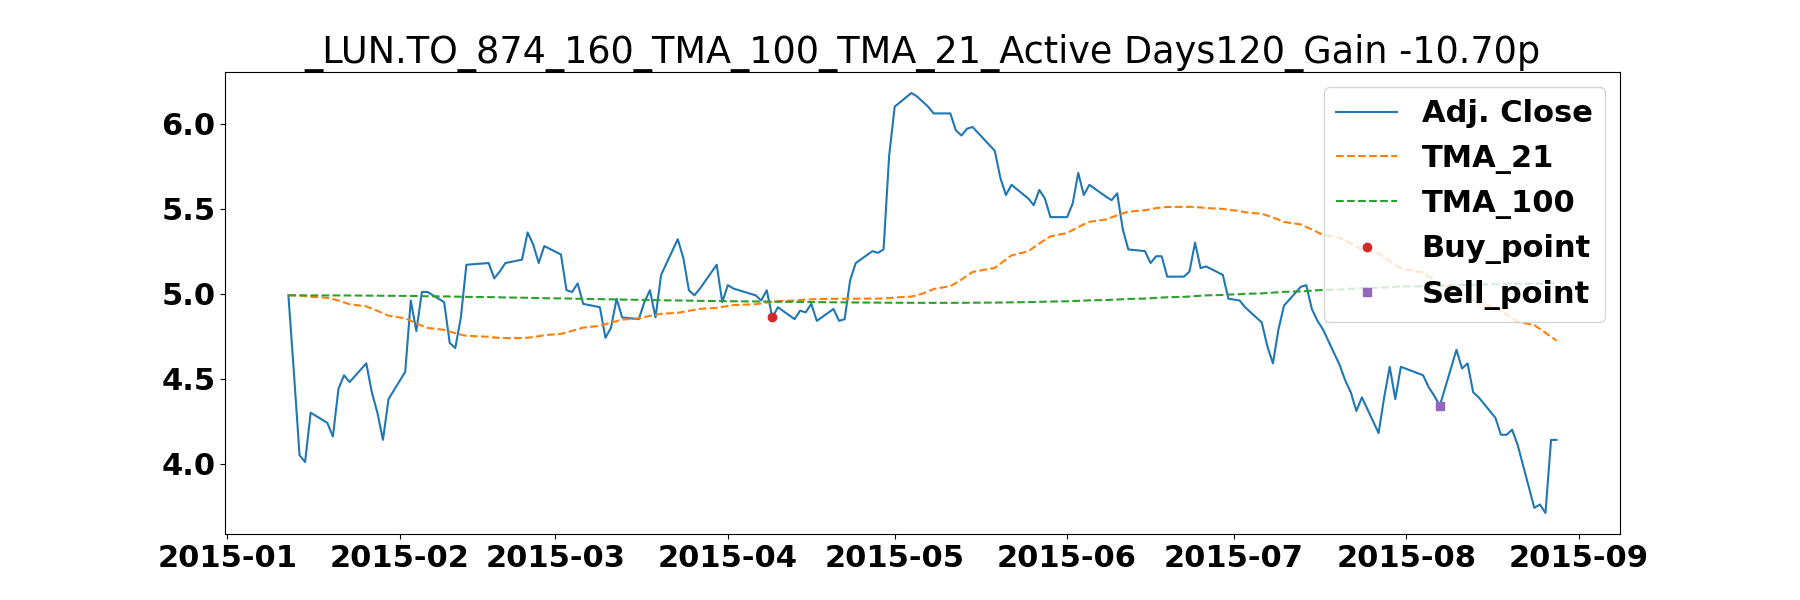 _LUN.TO_874_160_TMA_100_TMA_21_Active Days120_Gain -10.70p
6.0
5.5
5.0
4.5
4.0
Adj. Close
TMA_21
TMA_100
Buy_point
Sell_point
2015-01 2015-02 2015-03 2015-04 2015-05 2015-06 2015-07 2015-08 2015-09